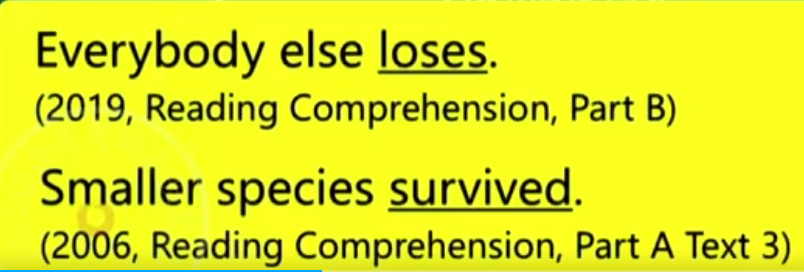 Everybody else loses.
(2019, Reading Comprehension, Part B)
Smaller species survived.
(2006, Reading Comprehension, Part A Text 3)